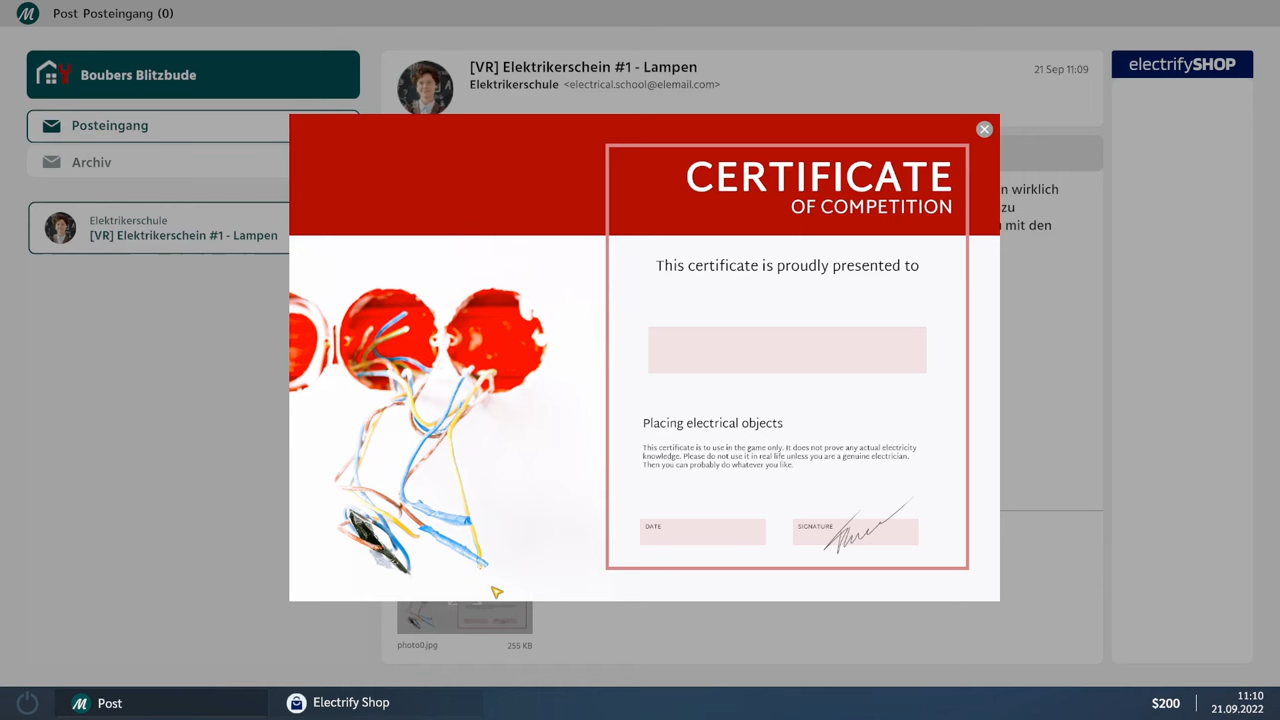 Post Posteingang (0)
Boubers Blitzbude
Posteingang
Archiv
Elektrikerschule
[VR] Elektrikerschein #1 - Lampen
[VR] Elektrikerschein #1 - Lampen
Elektrikerschule <electrical.school@elemail.com>
21 Sep 11:09
n wirklich
zu
mit den
electrifySHOP
CERTIFICATE
OF COMPETITION
This certificate is proudly presented to
Placing electrical objects
This certificate is to use in the game only. It does not prove any actual electricity
knowledge. Please do not use it in real life unless you are a genuine electrician.
Then you can probably do whatever you like.
DATE
SIGNATURE
photo0.jpg
255 KB
Post
Electrify Shop
$200
11:10
21.09.2022